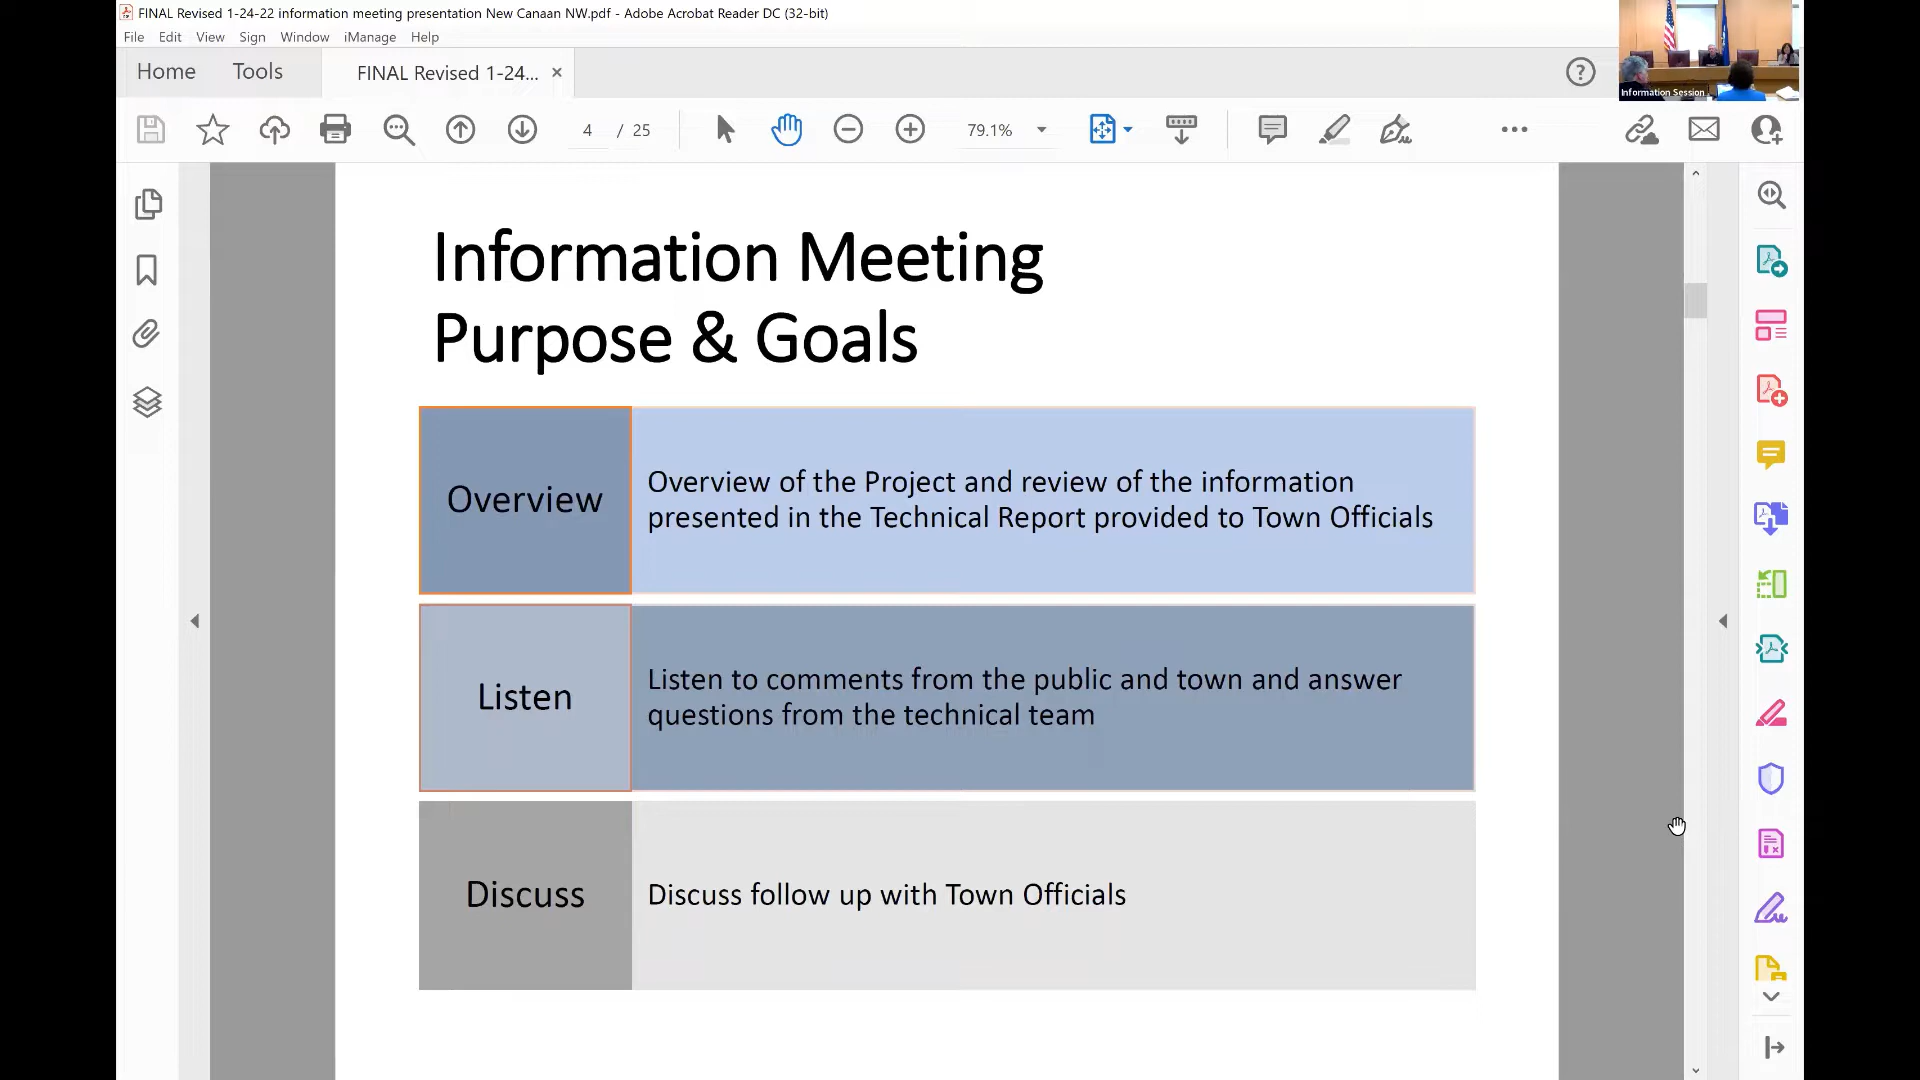 FINAL Revised 1-24-22 information meeting presentation New Canaan NW.pdf - Adobe Acrobat Reader DC (32-bit)
File Edit View Sign Window iManage Help
Home Tools FINAL Revised 1-24... ×
4 / 25 79.1%
Information Session
Information Meeting
Purpose & Goals
Overview
Overview of the Project and review of the information
presented in the Technical Report provided to Town Officials
Listen
Listen to comments from the public and town and answer
questions from the technical team
Discuss
Discuss follow up with Town Officials